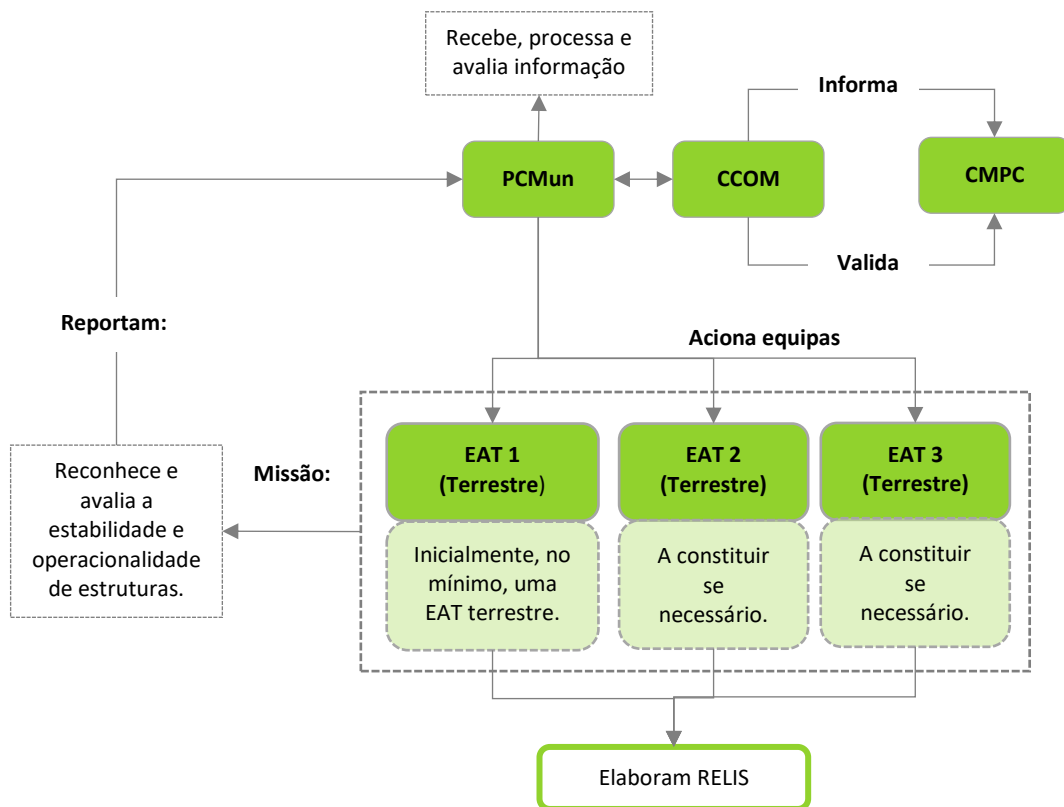 Recebe, processa e
avalia informação
Informa
PCMun
CCOM
CMPC
Valida
Reportam:
Aciona equipas
Missão:
Reconhece e
avalia a
estabilidade e
operacionalidade
de estruturas.
EAT 1
(Terrestre)
EAT 2
(Terrestre)
EAT 3
(Terrestre)
Inicialmente, no
mínimo, uma
EAT terrestre.
A constituir
se
necessário.
A constituir
se
necessário.
Elaboram RELIS